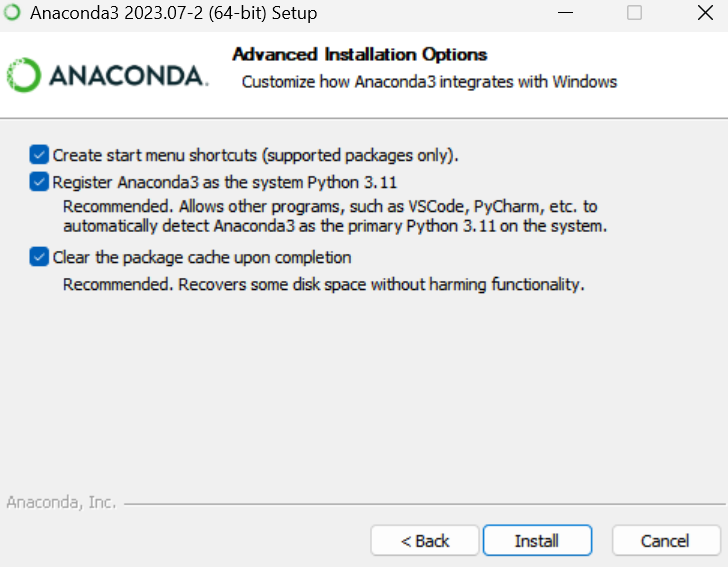 Anaconda3 2023.07-2 (64-bit) Setup
ANACONDA.
Advanced Installation Options
Customize how Anaconda3 integrates with Windows
Create start menu shortcuts (supported packages only).
Register Anaconda3 as the system Python 3.11
Recommended. Allows other programs, such as VSCode, PyCharm, etc. to
automatically detect Anaconda3 as the primary Python 3.11 on the system.
Clear the package cache upon completion
Recommended. Recovers some disk space without harming functionality.
Anaconda, Inc.
< Back
Install
Cancel